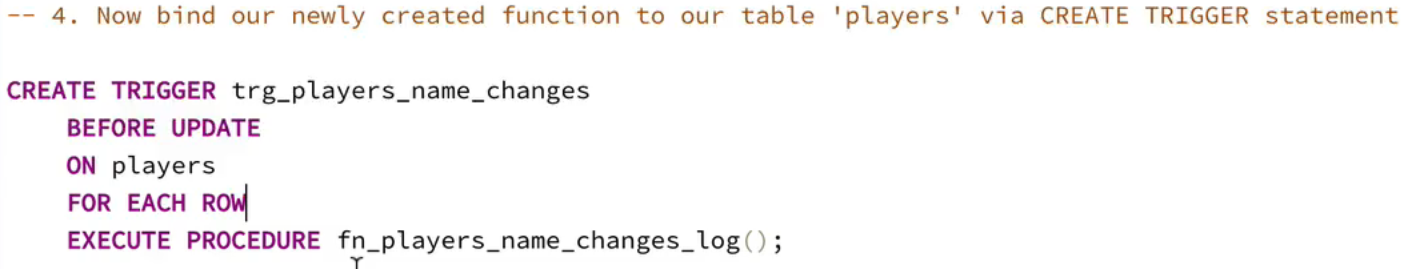 -- 4. Now bind our newly created function to our table 'players' via CREATE TRIGGER statement
CREATE TRIGGER trg_players_name_changes
BEFORE UPDATE
ON players
FOR EACH ROW
EXECUTE PROCEDURE fn_players_name_changes_log();